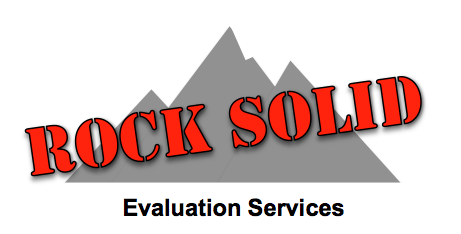 ROCK SOLID
Evaluation Services